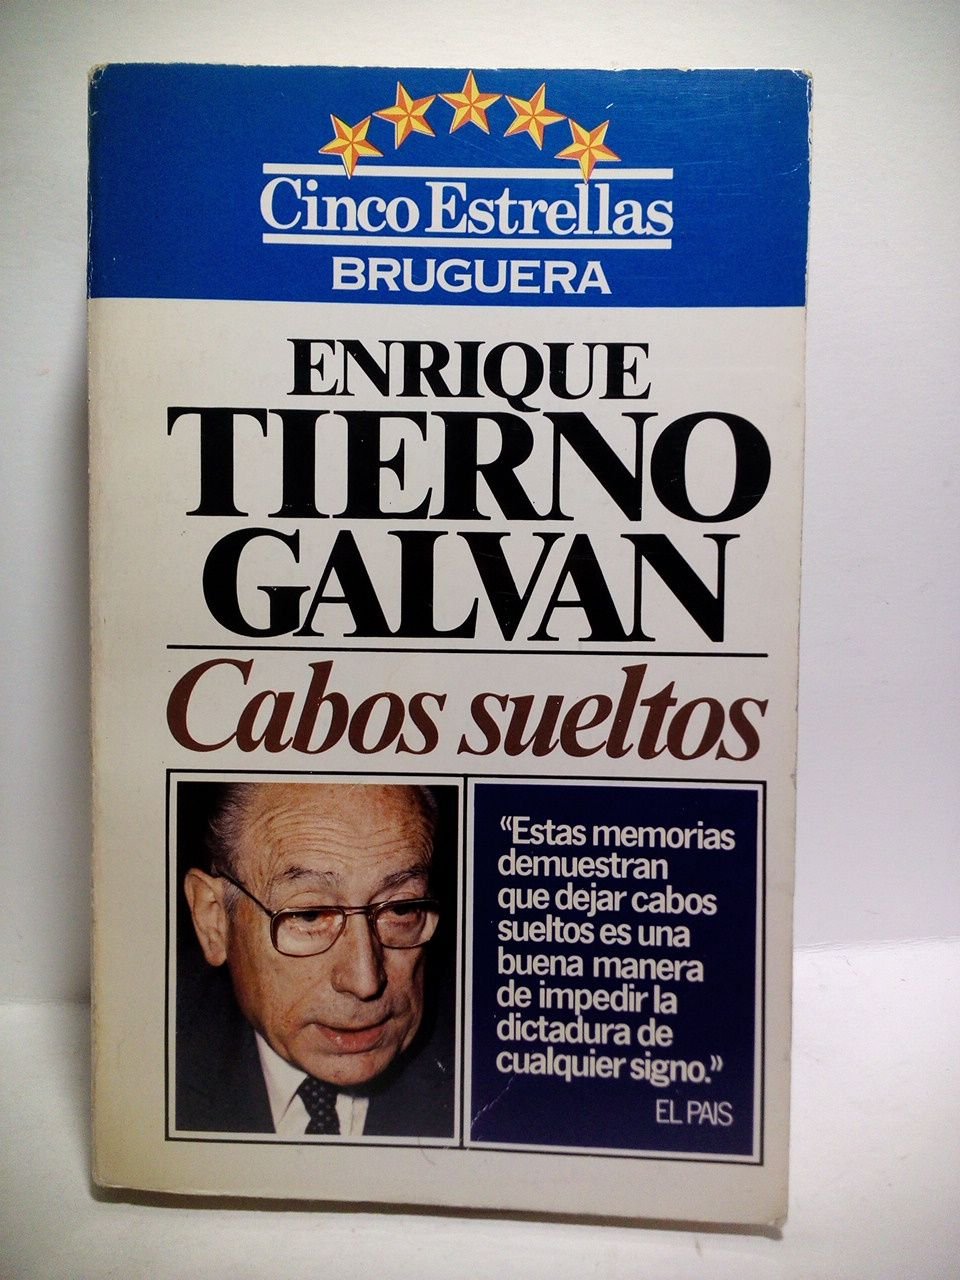 Cinco Estrellas
BRUGUERA
ENRIQUE
TIERNO
GALVAN
Cabos sueltos
«Estas memorias
demuestran
que dejar cabos
sueltos es una
buena manera
de impedir la
dictadura de
cualquier signo.»
EL PAIS